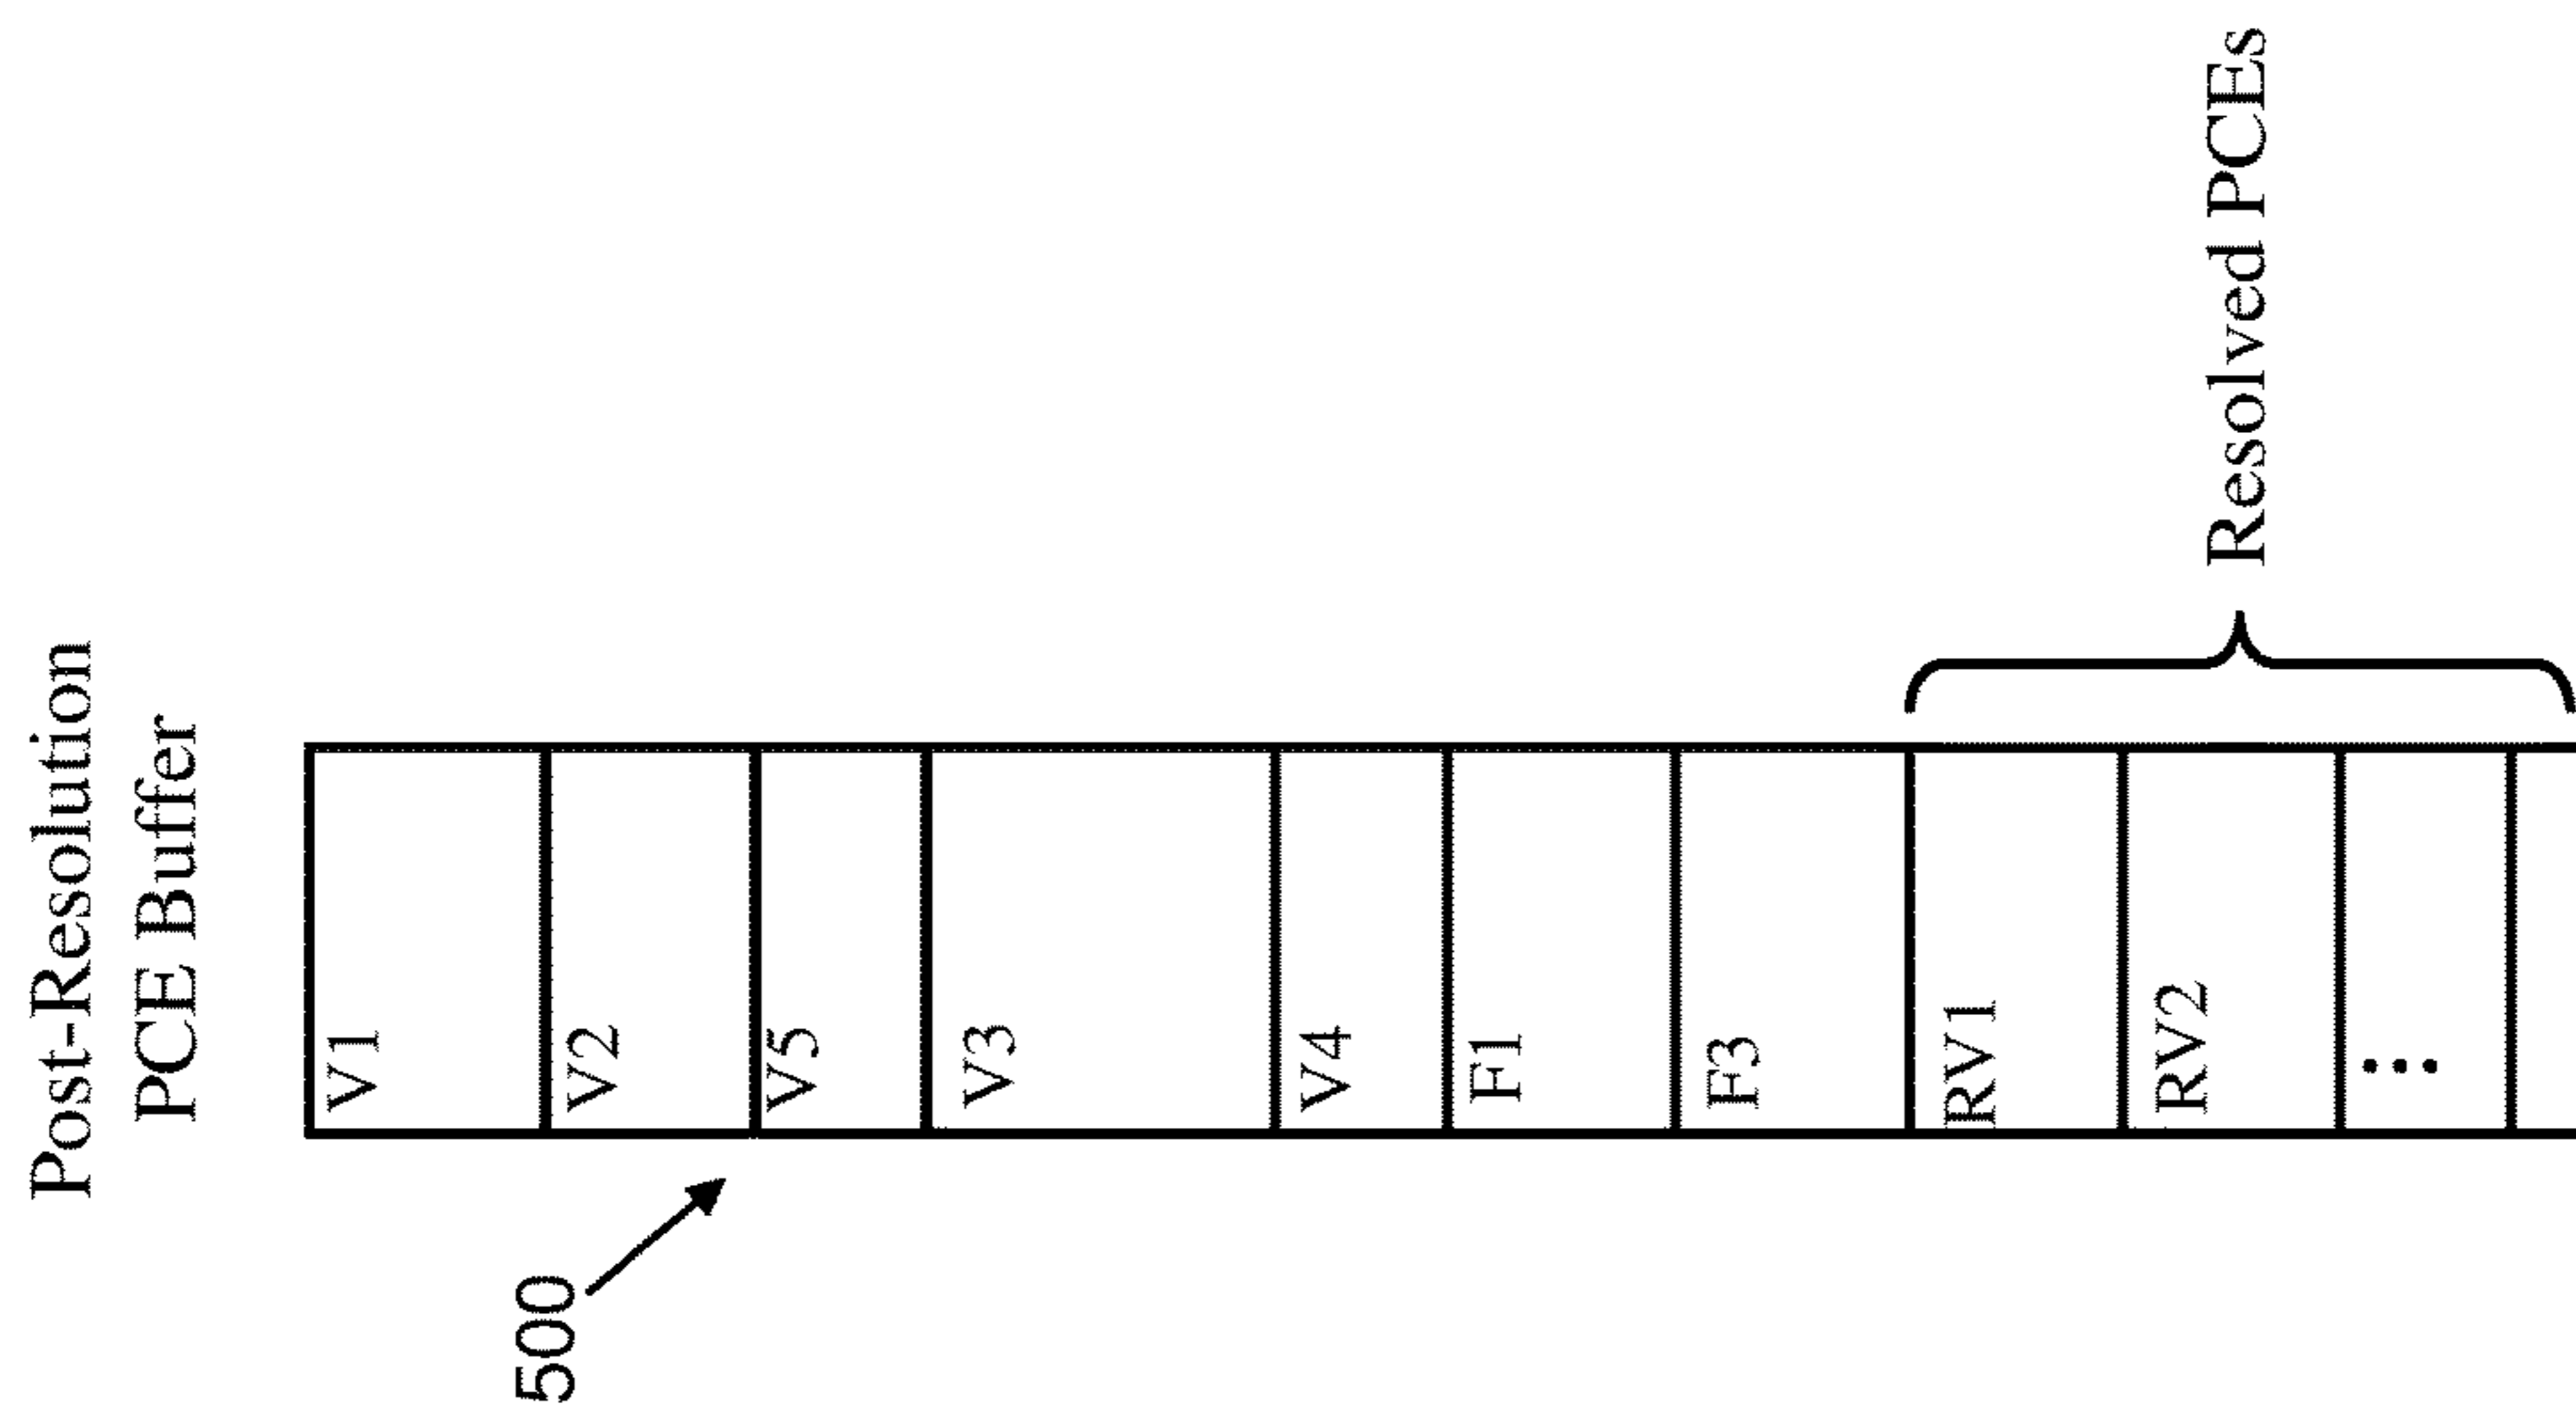 Post-Resolution
PCE Buffer
500
V1
V2
V5
V3
V4
F1
F3
RV1
RV2
...
Resolved PCEs